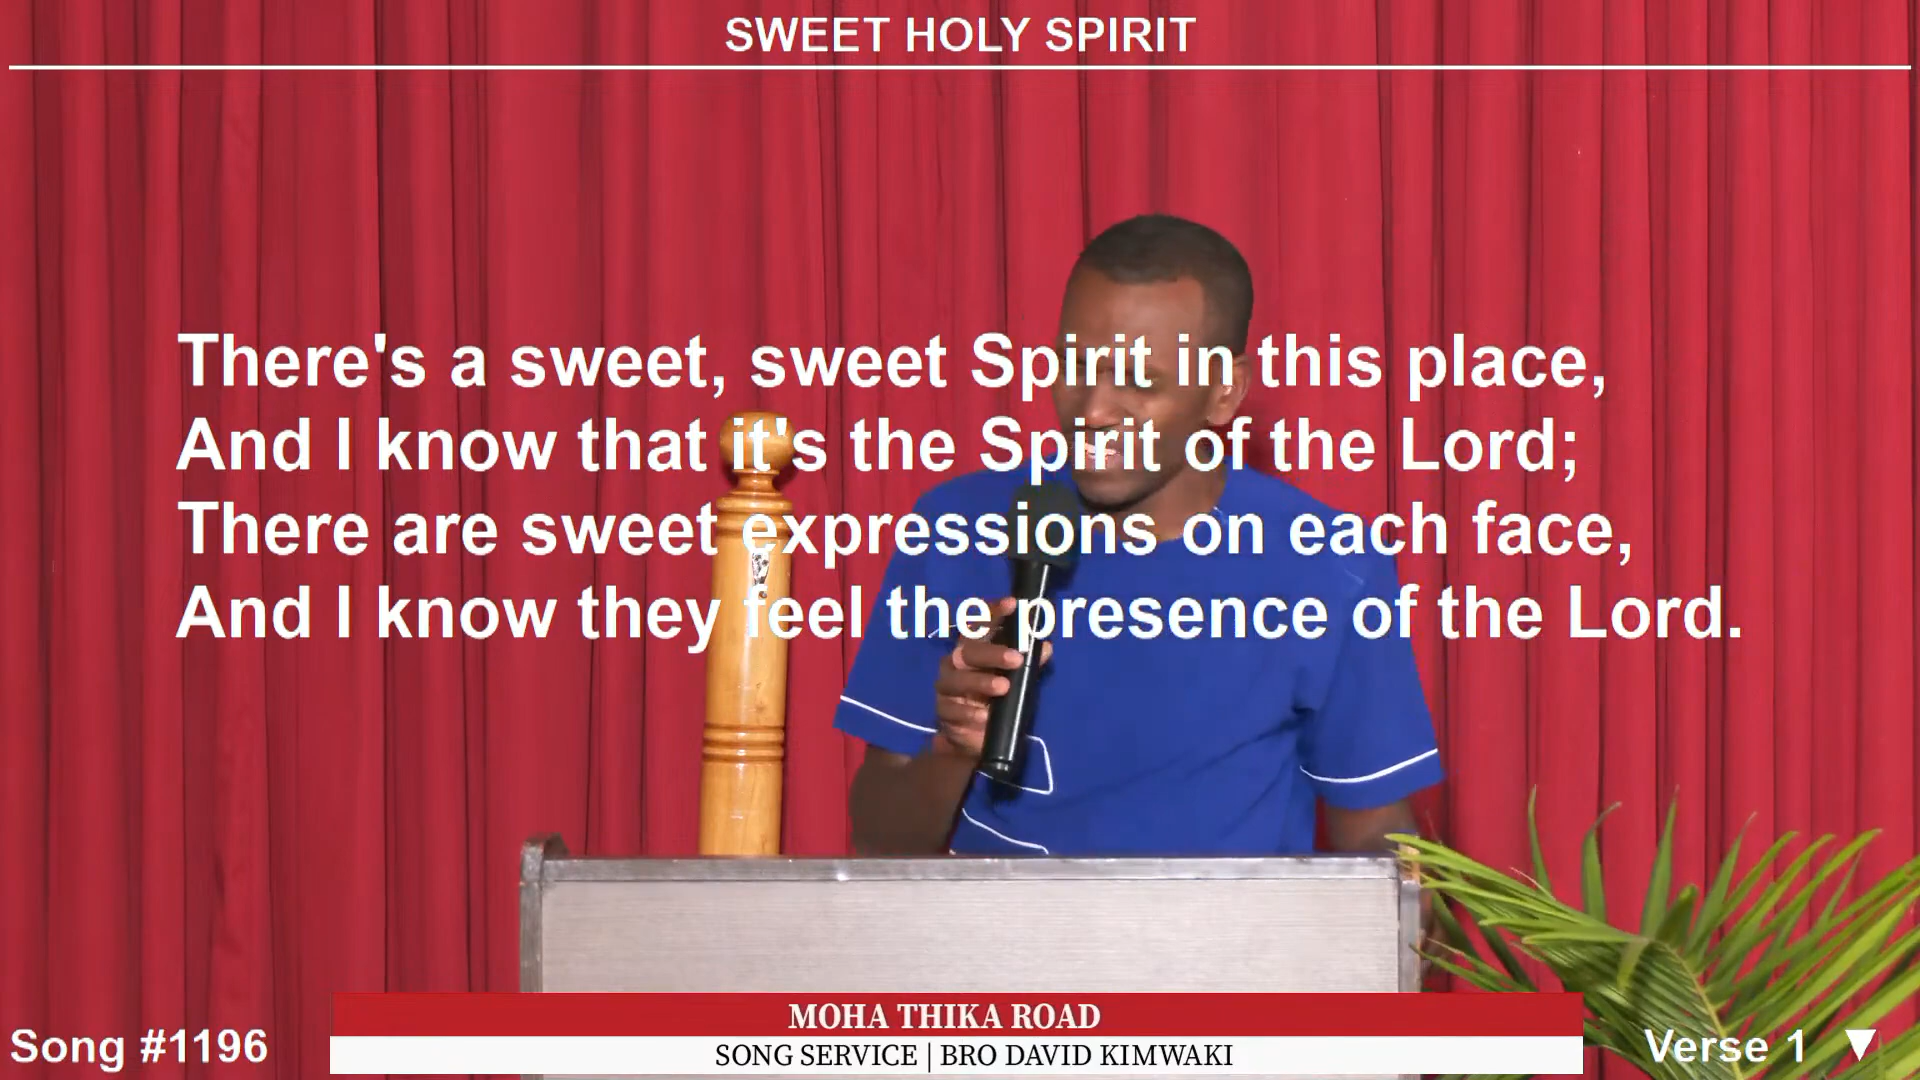 SWEET HOLY SPIRIT
There's a sweet, sweet Spirit in this place,
And I know that it's the Spirit of the Lord;
There are sweet expressions on each face,
And I know they feel the presence of the Lord.
MOHA THIKA ROAD
SONG SERVICE | BRO DAVID KIMWAKI
Song #1196
Verse 1 ▼